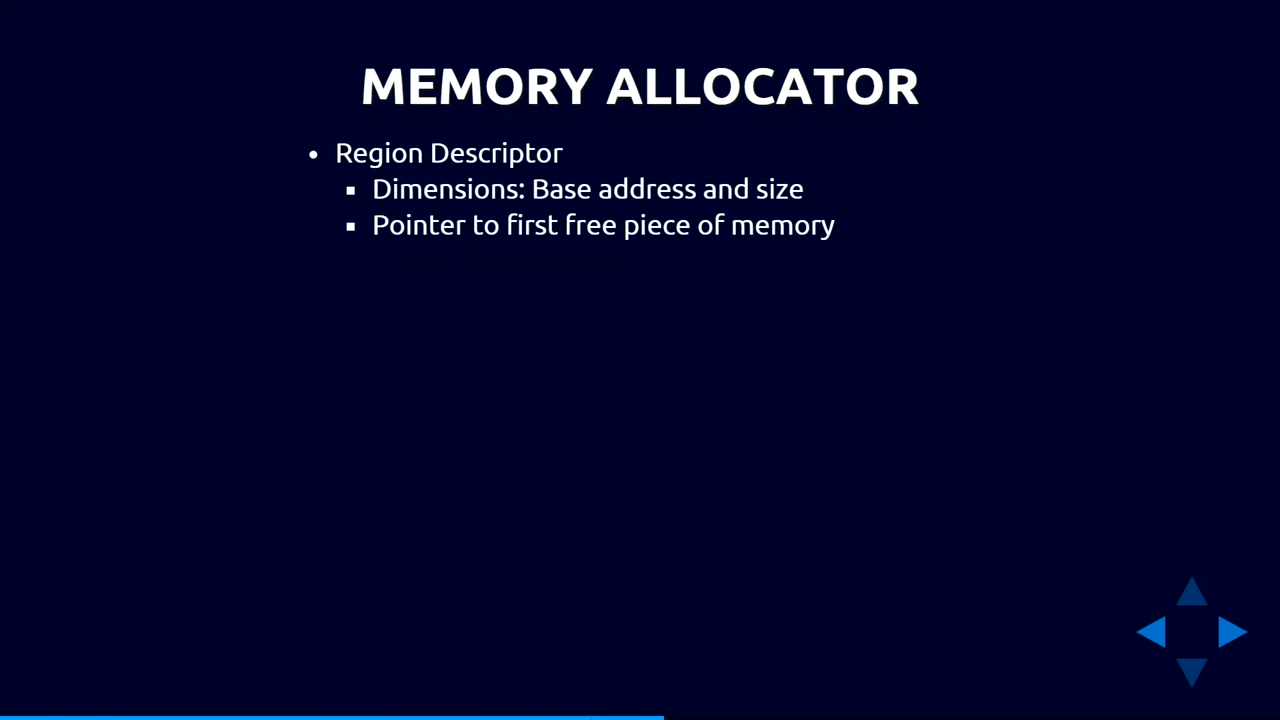 MEMORY ALLOCATOR
Region Descriptor
Dimensions: Base address and size
Pointer to first free piece of memory